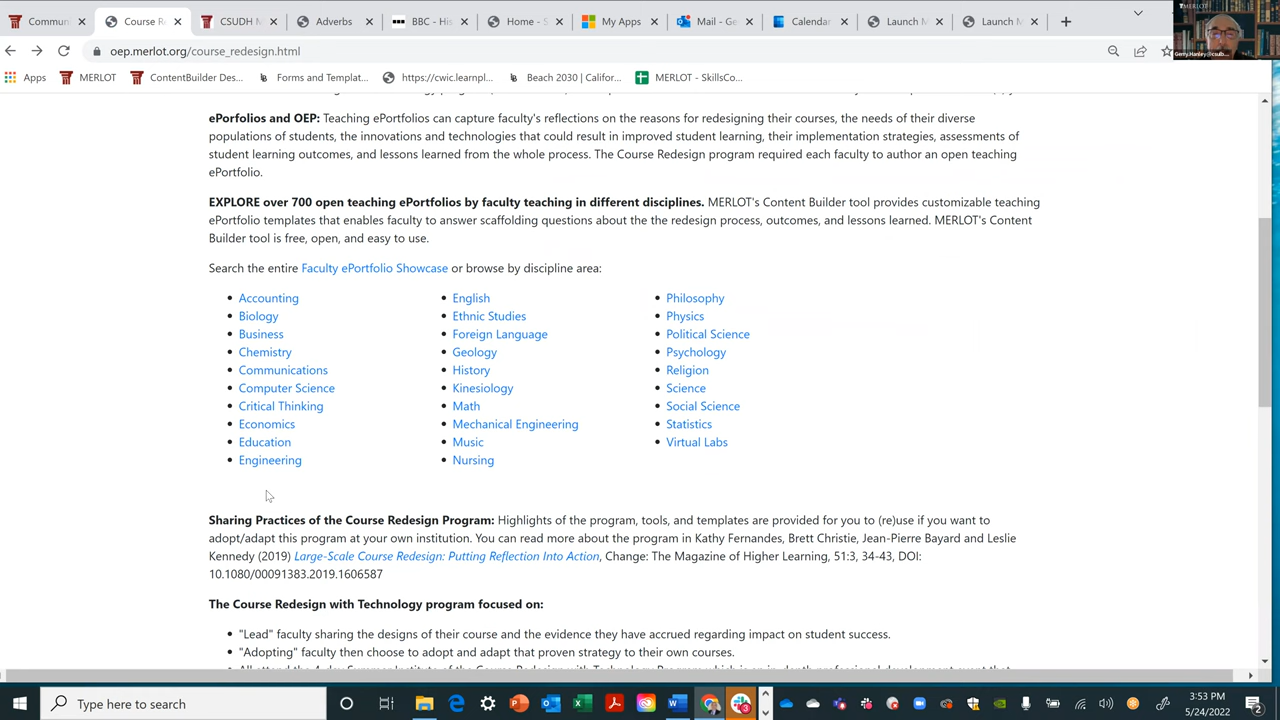 Commun
Course R
CSUDH M
Adverbs
BBC - His
Home - S
My Apps
Mail - Ge
Calendar
Launch M
Launch M
MERLOT
oep.merlot.org/course_redesign.html
Apps
MERLOT
ContentBuilder Des...
Forms and Templat...
https://cwic.learnpl...
Beach 2030 | Califor...
MERLOT - SkillsCo...
ePorfolios and OEP: Teaching ePortfolios can capture faculty's reflections on the reasons for redesigning their courses, the needs of their diverse
populations of students, the innovations and technologies that could result in improved student learning, their implementation strategies, assessments of
student learning outcomes, and lessons learned from the whole process. The Course Redesign program required each faculty to author an open teaching
ePortfolio.
EXPLORE over 700 open teaching ePortfolios by faculty teaching in different disciplines. MERLOT's Content Builder tool provides customizable teaching
ePortfolio templates that enables faculty to answer scaffolding questions about the the redesign process, outcomes, and lessons learned. MERLOT's Content
Builder tool is free, open, and easy to use.
Search the entire Faculty ePortfolio Showcase or browse by discipline area:
Accounting
Biology
Business
Chemistry
Communications
Computer Science
Critical Thinking
Economics
Education
Engineering
English
Ethnic Studies
Foreign Language
Geology
History
Kinesiology
Math
Mechanical Engineering
Music
Nursing
Philosophy
Physics
Political Science
Psychology
Religion
Science
Social Science
Statistics
Virtual Labs
Sharing Practices of the Course Redesign Program: Highlights of the program, tools, and templates are provided for you to (re)use if you want to
adopt/adapt this program at your own institution. You can read more about the program in Kathy Fernandes, Brett Christie, Jean-Pierre Bayard and Leslie
Kennedy (2019) Large-Scale Course Redesign: Putting Reflection Into Action, Change: The Magazine of Higher Learning, 51:3, 34-43, DOI:
10.1080/00091383.2019.1606587
The Course Redesign with Technology program focused on:
"Lead" faculty sharing the designs of their course and the evidence they have accrued regarding impact on student success.
"Adopting" faculty then choose to adopt and adapt that proven strategy to their own courses.
Type here to search
3:53 PM
5/24/2022